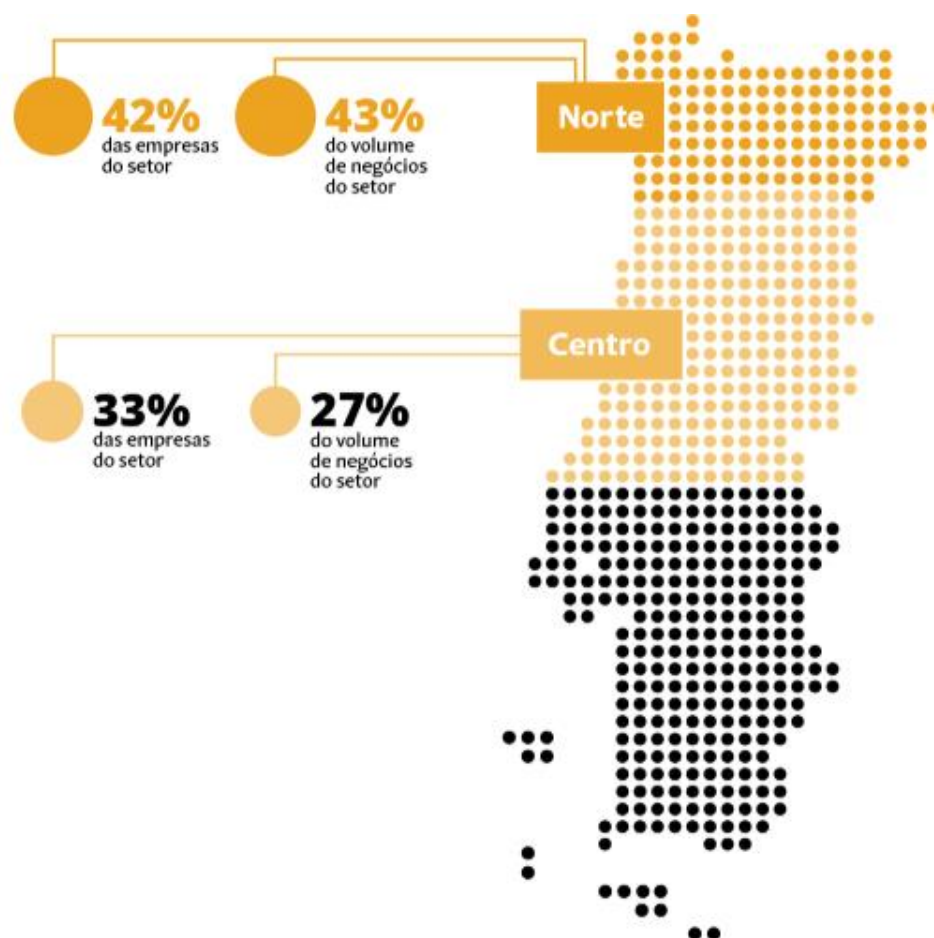 42%
das empresas
do setor
43%
do volume
de negócios
do setor
Norte
Centro
33%
das empresas
do setor
27%
do volume
de negócios
do setor